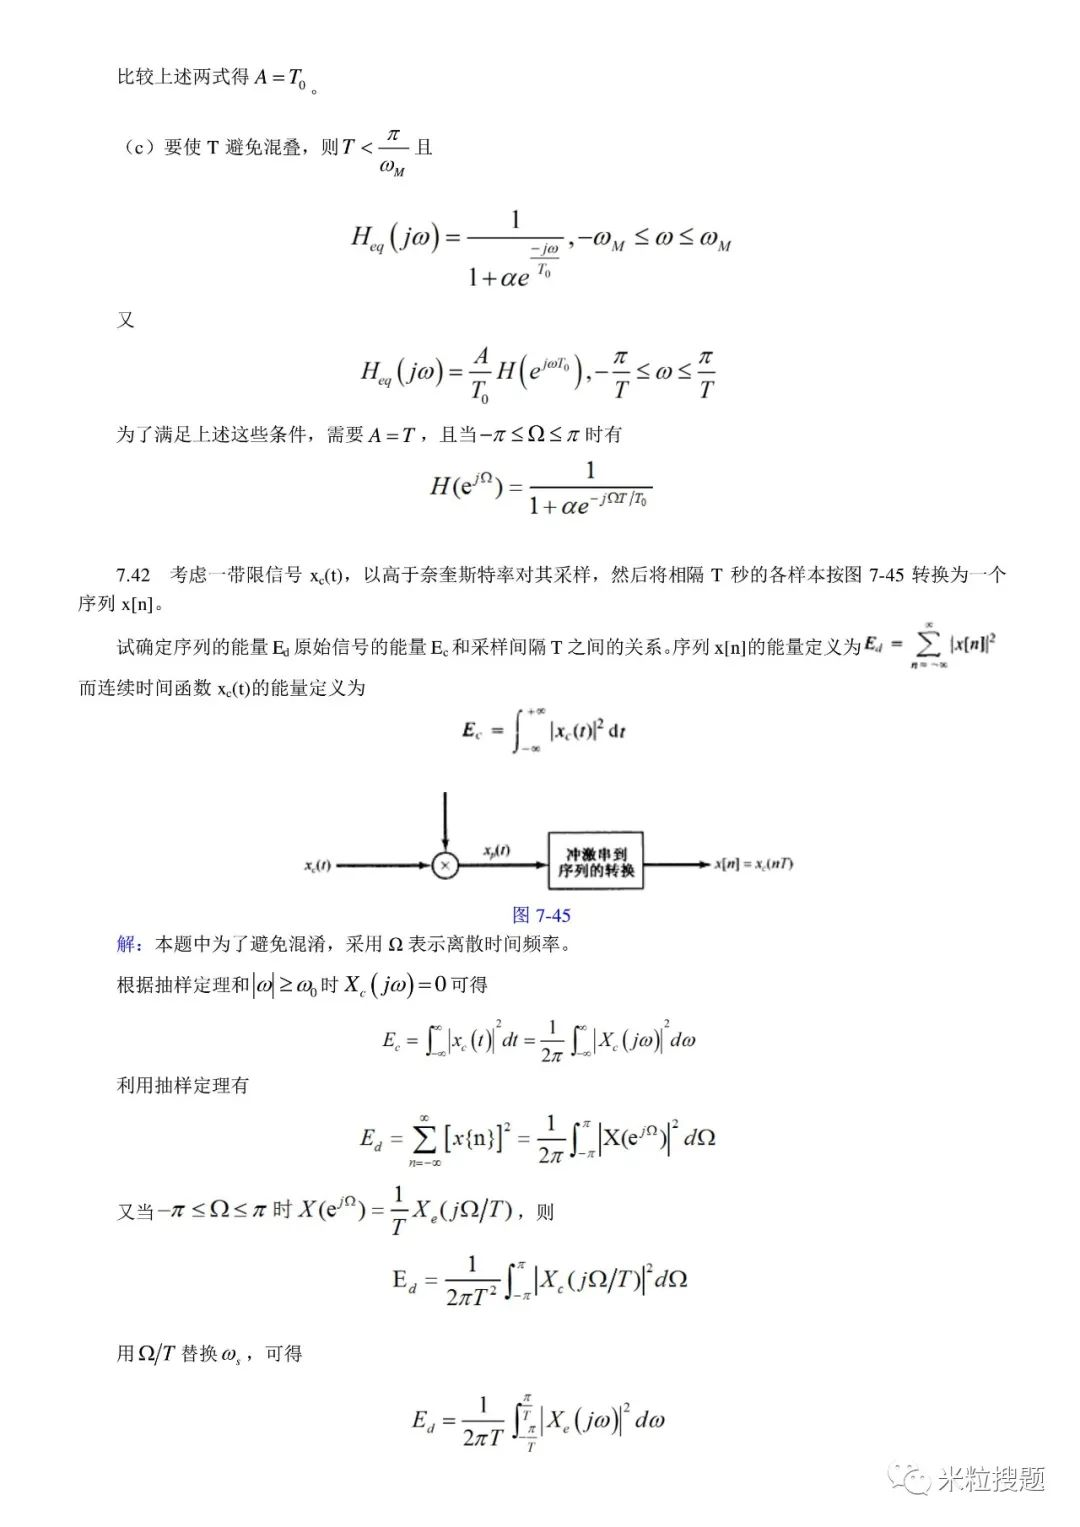 比较上述两式得 A = T₀。
（c）要使 T 避免混叠，则 T < π/ω_M 且
H_eq(jω) = 1/(1+αe^(-jω/T₀)), -ω_M ≤ ω ≤ ω_M
又
H_eq(jω) = A/T₀ H(e^(jωT₀)), -π/T ≤ ω ≤ π/T
为了满足上述这些条件，需要 A = T，且当 -π ≤ Ω ≤ π 时有
H(e^(jΩ)) = 1/(1+αe^(-jΩT/T₀))
7.42 考虑一带限信号 x_c(t)，以高于奈奎斯特率对其采样，然后将相隔 T 秒的各样本按图 7-45 转换为一个
序列 x[n]。
试确定序列的能量 E_d 原始信号的能量 E_c 和采样间隔 T 之间的关系。序列 x[n]的能量定义为 E_d = ∑_{n=-∞}^{∞} |x[n]|²
而连续时间函数 x_c(t)的能量定义为
E_c = ∫_{-∞}^{+∞} |x_c(t)|² dt
x_c(t) × x_p(t) 冲激串到 x[n] = x_c(nT)
序列的转换
图 7-45
解：本题中为了避免混淆，采用 Ω 表示离散时间频率。
根据抽样定理和 |ω| ≥ ω₀ 时 X_c(jω) = 0 可得
E_c = ∫_{-∞}^{∞} |x_c(t)|² dt = 1/2π ∫_{-∞}^{∞} |X_c(jω)|² dω
利用抽样定理有
E_d = ∑_{n=-∞}^{∞} [x{n}]² = 1/2π ∫_{-π}^{π} |X(e^(jΩ))|² dΩ
又当 -π ≤ Ω ≤ π 时 X(e^(jΩ)) = 1/T X_e(jΩ/T)，则
E_d = 1/2πT² ∫_{-π}^{π} |X_c(jΩ/T)|² dΩ
用 Ω/T 替换 ω_s，可得
E_d = 1/2πT ∫_{-π/T}^{π/T} |X_e(jω)|² dω
米粒搜题